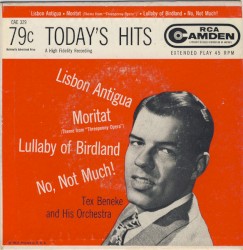 Lisbon Antigua • Moritat (Theme from "Threepenny Opera") • Lullaby of Birdland • No, Not Much!
CAE 320
79c TODAY'S HITS
A High Fidelity Recording
RCA
CAMDEN
EXTENDED PLAY 45 RPM
Lisbon Antigua
Moritat
(Theme from "Threepenny Opera")
Lullaby of Birdland
No, Not Much!
Tex Beneke
and His Orchestra